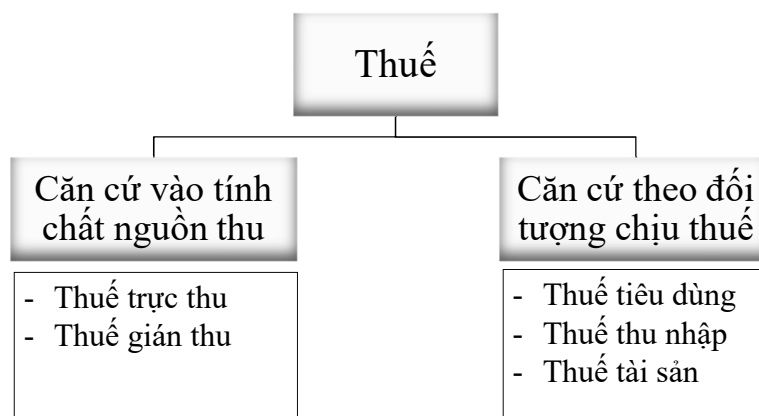 Thuế
Căn cứ vào tính
chất nguồn thu
- Thuế trực thu
- Thuế gián thu
Căn cứ theo đối
tượng chịu thuế
- Thuế tiêu dùng
- Thuế thu nhập
- Thuế tài sản